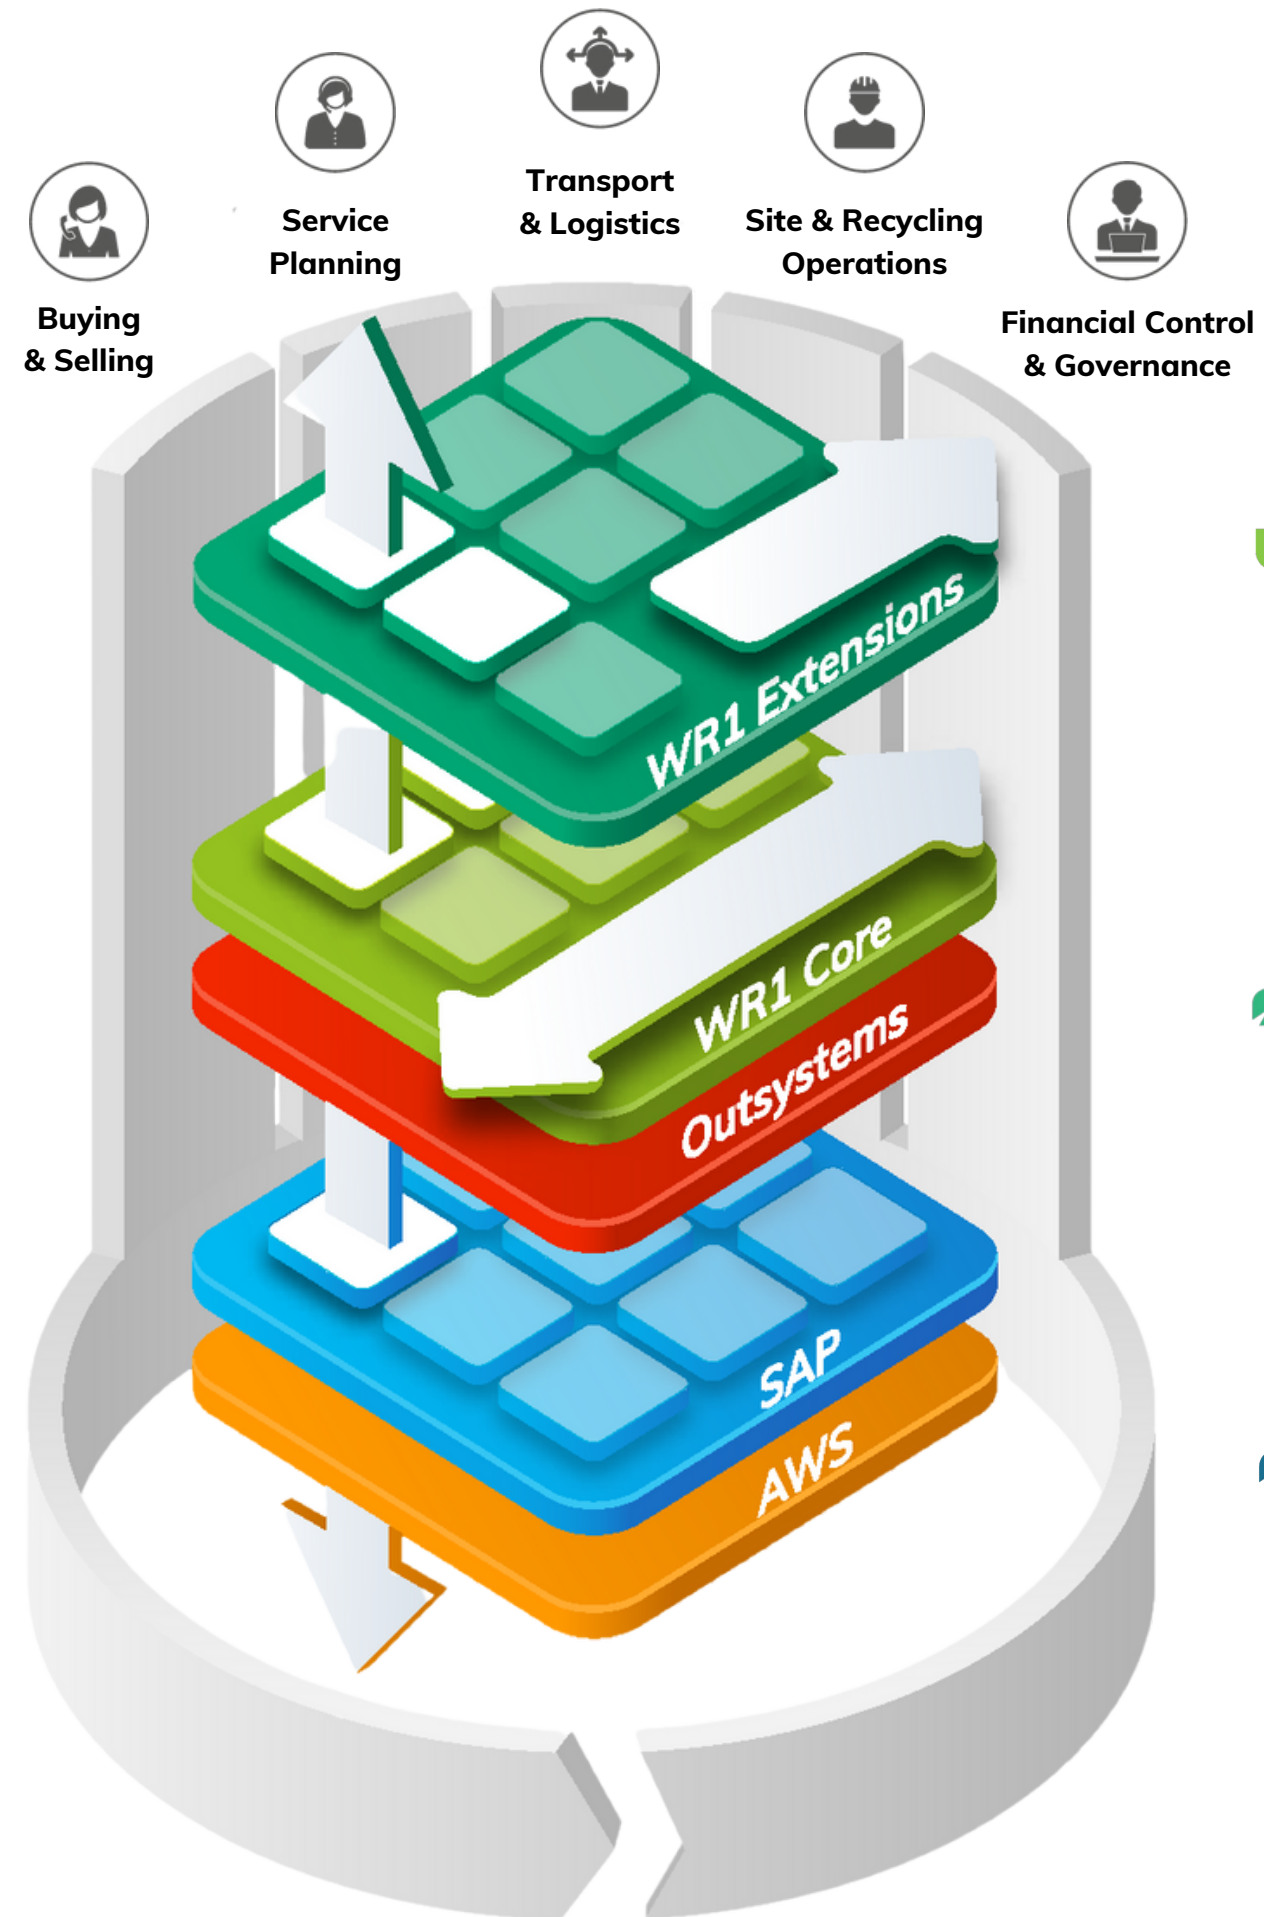 Transport
& Logistics
Service
Planning
Site & Recycling
Operations
Buying
& Selling
Financial Control
& Governance
WR1 Extensions
WR1 Core
Outsystems
SAP
AWS